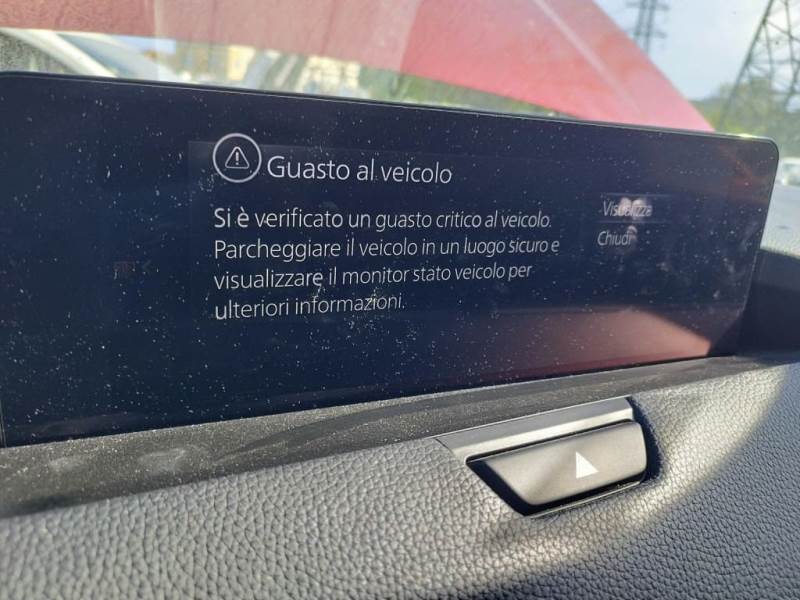 Guasto al veicolo
Si è verificato un guasto critico al veicolo.
Parcheggiare il veicolo in un luogo sicuro e
visualizzare il monitor stato veicolo per
ulteriori informazioni.
Visualizza
Chiudi